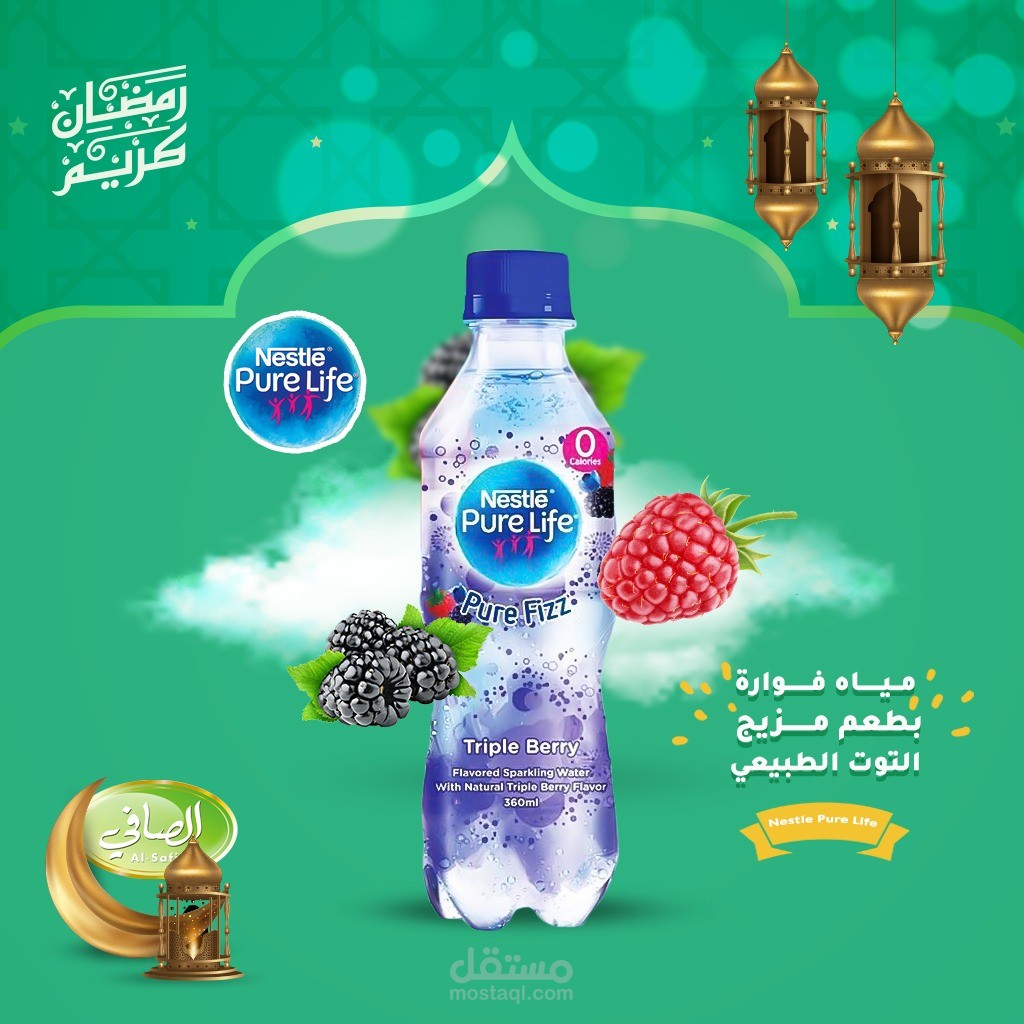 رمضان
كريم
Nestlé
Pure Life
0
Calories
Nestlé
Pure Life
Pure Fizz
Triple Berry
Flavored Sparkling Water
With Natural Triple Berry Flavor
360ml
مياه فوارة
بطعم مزيج
التوت الطبيعي
Nestle Pure Life
الصافي
مستقل
mostaql.com